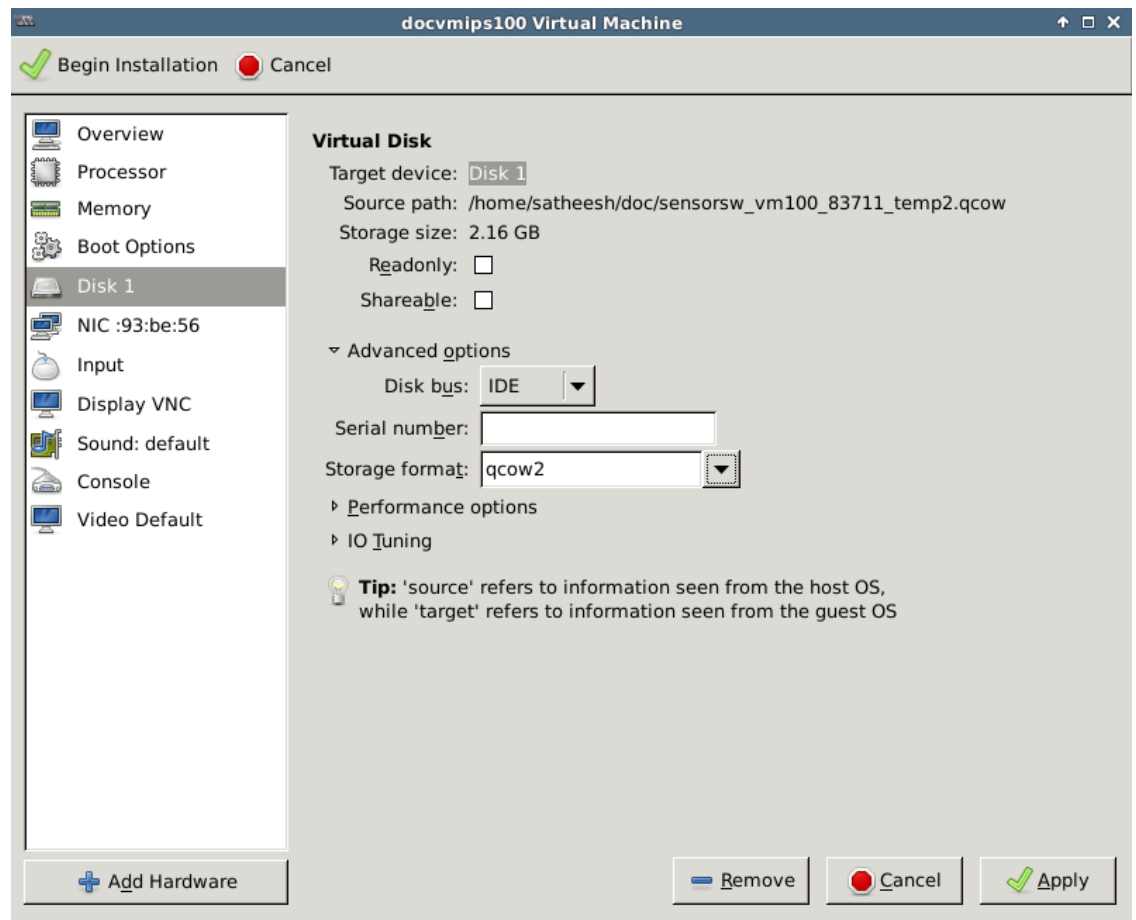 docvmips100 Virtual Machine
Begin Installation Cancel
Overview
Processor
Memory
Boot Options
Disk 1
NIC :93:be:56
Input
Display VNC
Sound: default
Console
Video Default
Add Hardware
Virtual Disk
Target device: Disk 1
Source path: /home/satheesh/doc/sensorsw_vm100_83711_temp2.qcow
Storage size: 2.16 GB
Readonly:
Shareable:
Advanced options
Disk bus: IDE
Serial number:
Storage format: qcow2
Performance options
IO Tuning
Tip: 'source' refers to information seen from the host OS,
while 'target' refers to information seen from the guest OS
Remove Cancel Apply